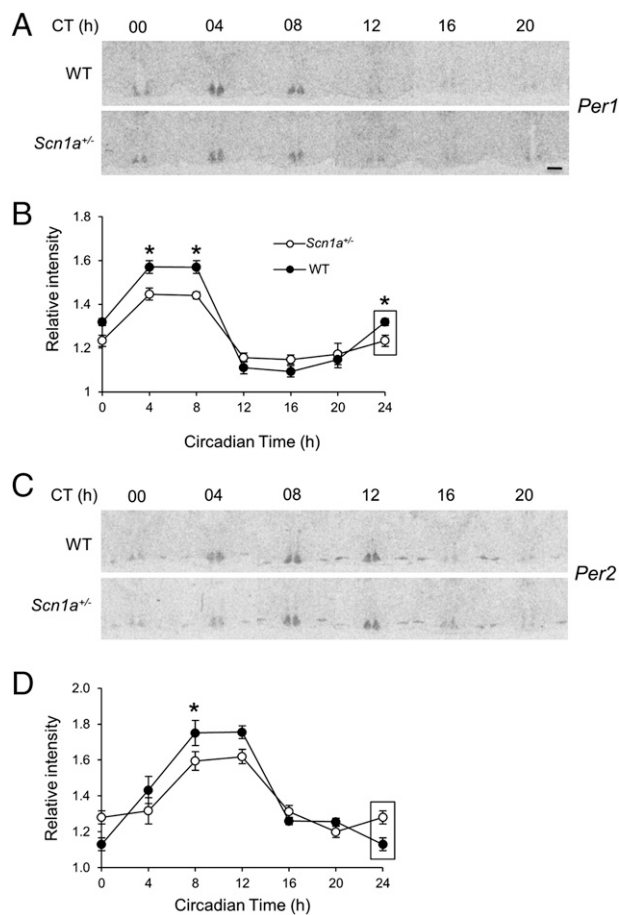 A
CT (h) 00 04 08 12 16 20
WT
Per1
Scn1a+/-
B
1.8
1.6
1.4
1.2
1
Relative intensity
* * *
Scn1a+/-
WT
0 4 8 12 16 20 24
Circadian Time (h)
C
CT (h) 00 04 08 12 16 20
WT
Per2
Scn1a+/-
D
2.0
1.8
1.6
1.4
1.2
1.0
Relative intensity
*
0 4 8 12 16 20 24
Circadian Time (h)